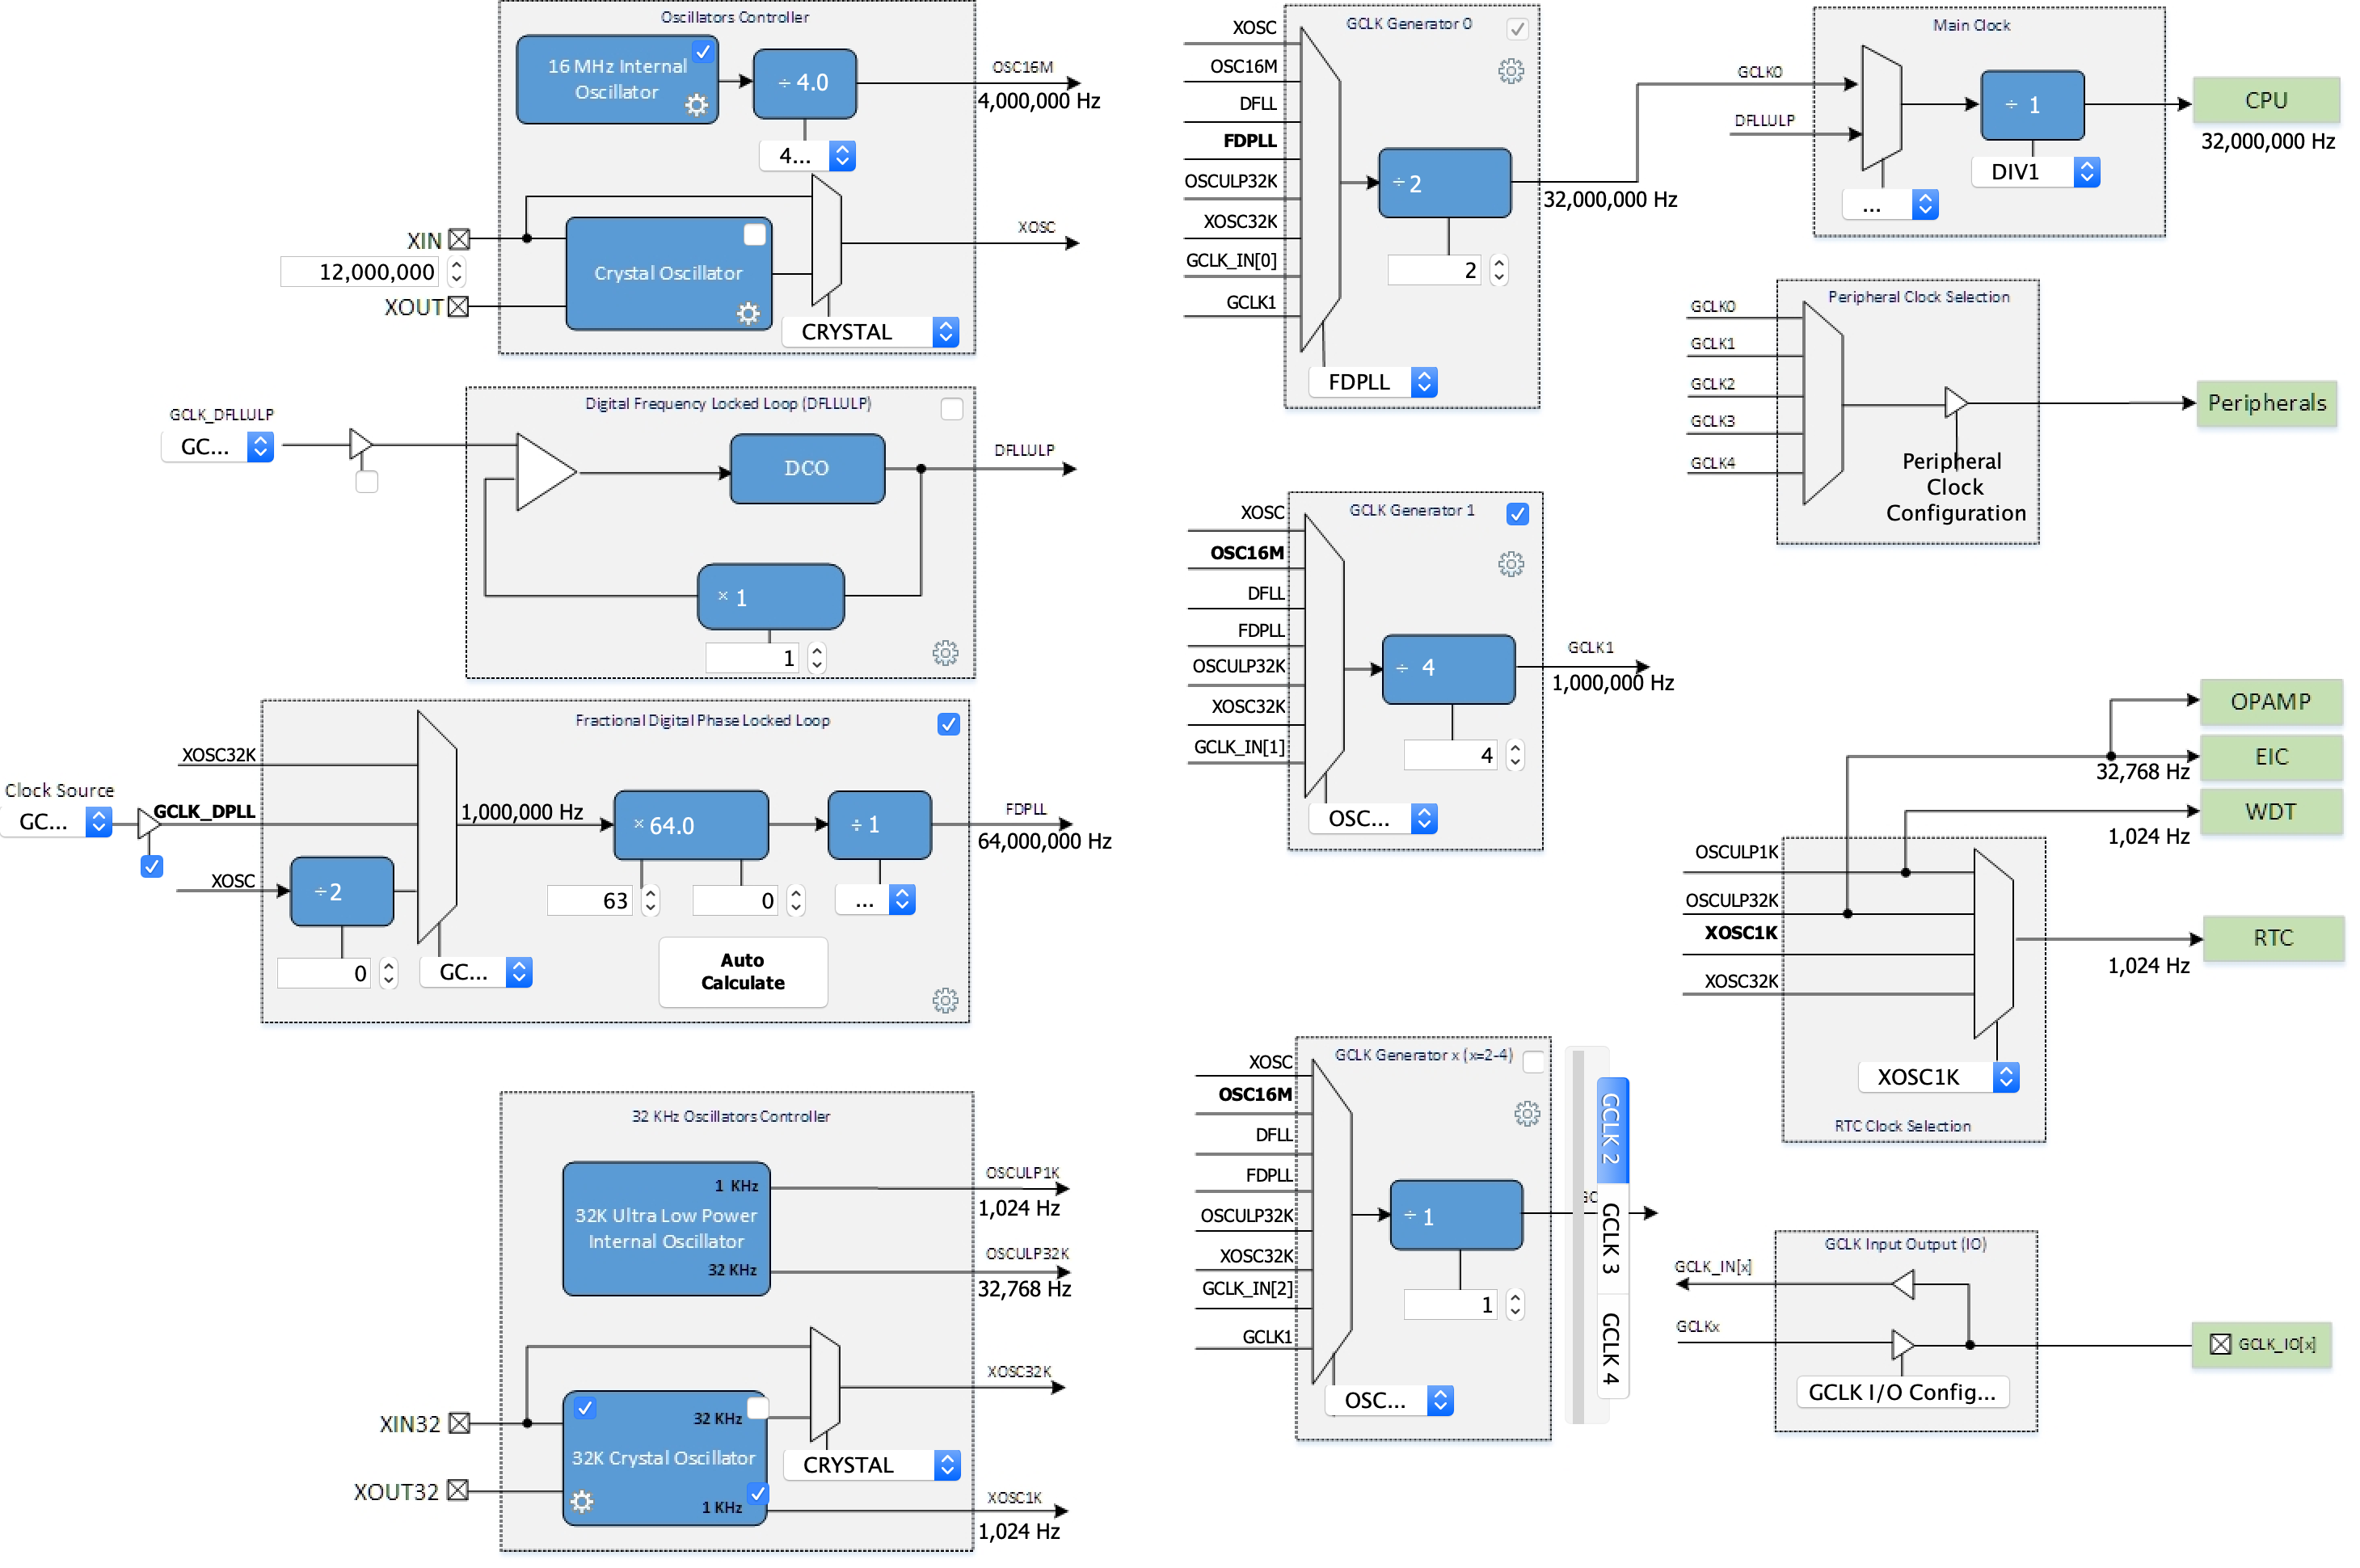 Oscillators Controller
16 MHz Internal
Oscillator
÷ 4.0
OSC16M
4,000,000 Hz
4...
XIN
12,000,000
XOUT
Crystal Oscillator
XOSC
CRYSTAL
GCLK_DFLLULP
GC...
Digital Frequency Locked Loop (DFLLULP)
DCO
DFLLULP
× 1
1
Fractional Digital Phase Locked Loop
XOSC32K
Clock Source
GC...
GCLK_DPLL
1,000,000 Hz
× 64.0
÷ 1
FDPLL
64,000,000 Hz
XOSC
÷ 2
63
0
...
0
GC...
Auto
Calculate
32 KHz Oscillators Controller
1 KHz
32K Ultra Low Power
Internal Oscillator
32 KHz
OSCULP1K
1,024 Hz
OSCULP32K
32,768 Hz
XOSC32K
XIN32
32 KHz
32K Crystal Oscillator
CRYSTAL
XOUT32
1 KHz
XOSC1K
1,024 Hz
GCLK Generator 0
XOSC
OSC16M
DFLL
FDPLL
OSCULP32K
XOSC32K
GCLK_IN[0]
GCLK1
÷ 2
2
FDPLL
32,000,000 Hz
GCLK Generator 1
XOSC
OSC16M
DFLL
FDPLL
OSCULP32K
XOSC32K
GCLK_IN[1]
÷ 4
4
OSC...
GCLK1
1,000,000 Hz
GCLK Generator x (x=2-4)
XOSC
OSC16M
DFLL
FDPLL
OSCULP32K
XOSC32K
GCLK_IN[2]
GCLK1
÷ 1
1
OSC...
GC
GCLK 2
GCLK 3
GCLK 4
Main Clock
GCLK0
DFLLULP
÷ 1
DIV1
...
CPU
32,000,000 Hz
Peripheral Clock Selection
GCLK0
GCLK1
GCLK2
GCLK3
GCLK4
Peripheral
Clock
Configuration
Peripherals
OPAMP
EIC
32,768 Hz
WDT
1,024 Hz
OSCULP1K
OSCULP32K
XOSC1K
XOSC32K
RTC
1,024 Hz
XOSC1K
RTC Clock Selection
GCLK Input Output (IO)
GCLK_IN[x]
GCLKx
GCLK I/O Config...
GCLK_IO[x]